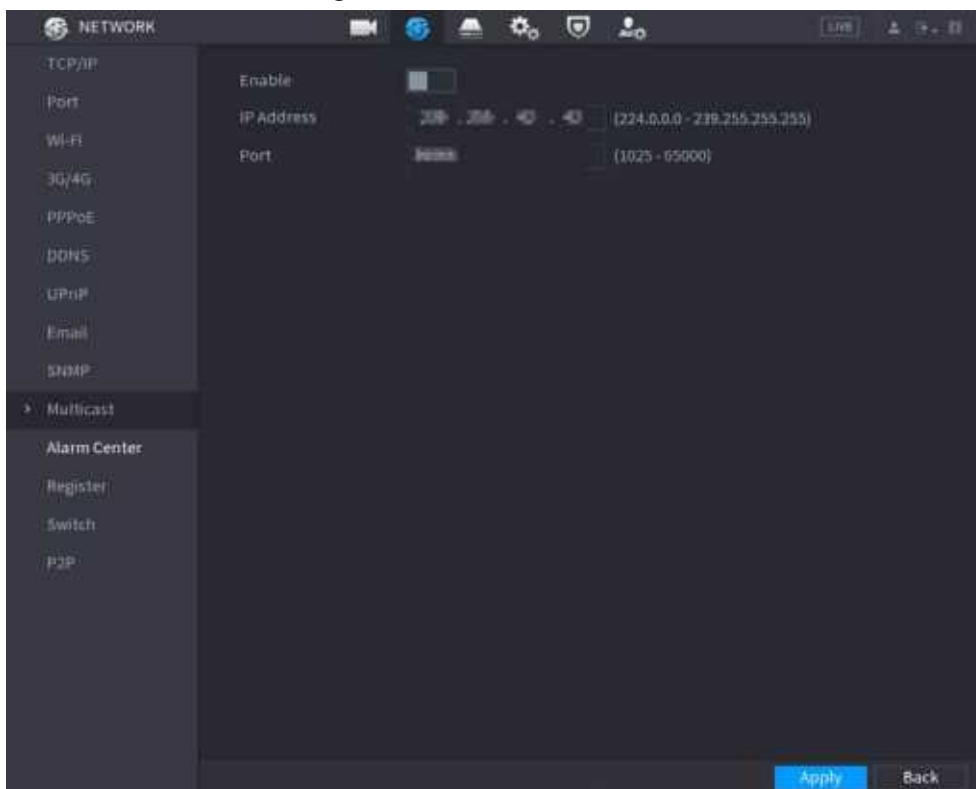 NETWORK
LIVE
TCP/IP
Port
Wi-Fi
3G/4G
PPPoE
DDNS
UPnP
Email
SNMP
Multicast
Alarm Center
Register
Switch
P2P
Enable
IP Address (224.0.0.0 - 239.255.255.255)
Port (1025 - 65000)
Apply Back